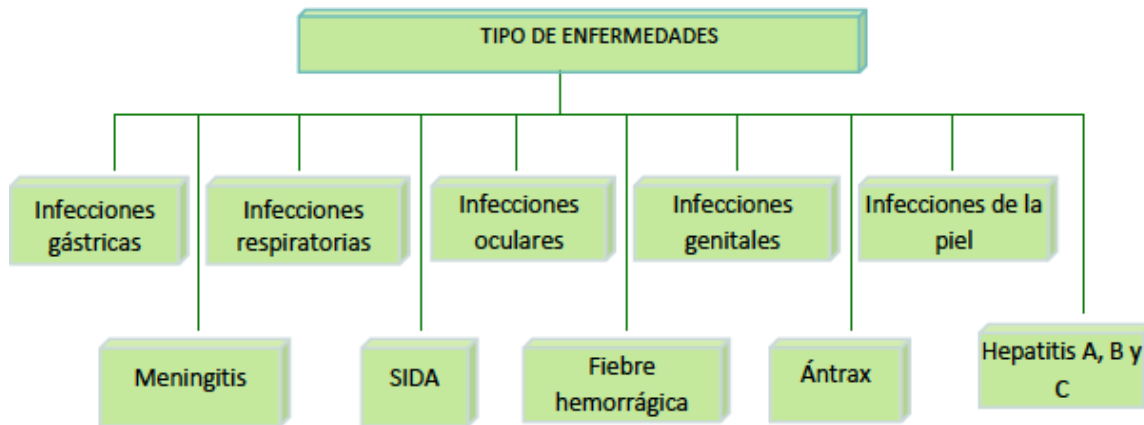 TIPO DE ENFERMEDADES
Infecciones
gástricas
Infecciones
respiratorias
Infecciones
oculares
Infecciones
genitales
Infecciones de la
piel
Meningitis
SIDA
Fiebre
hemorrágica
Ántrax
Hepatitis A, B y
C